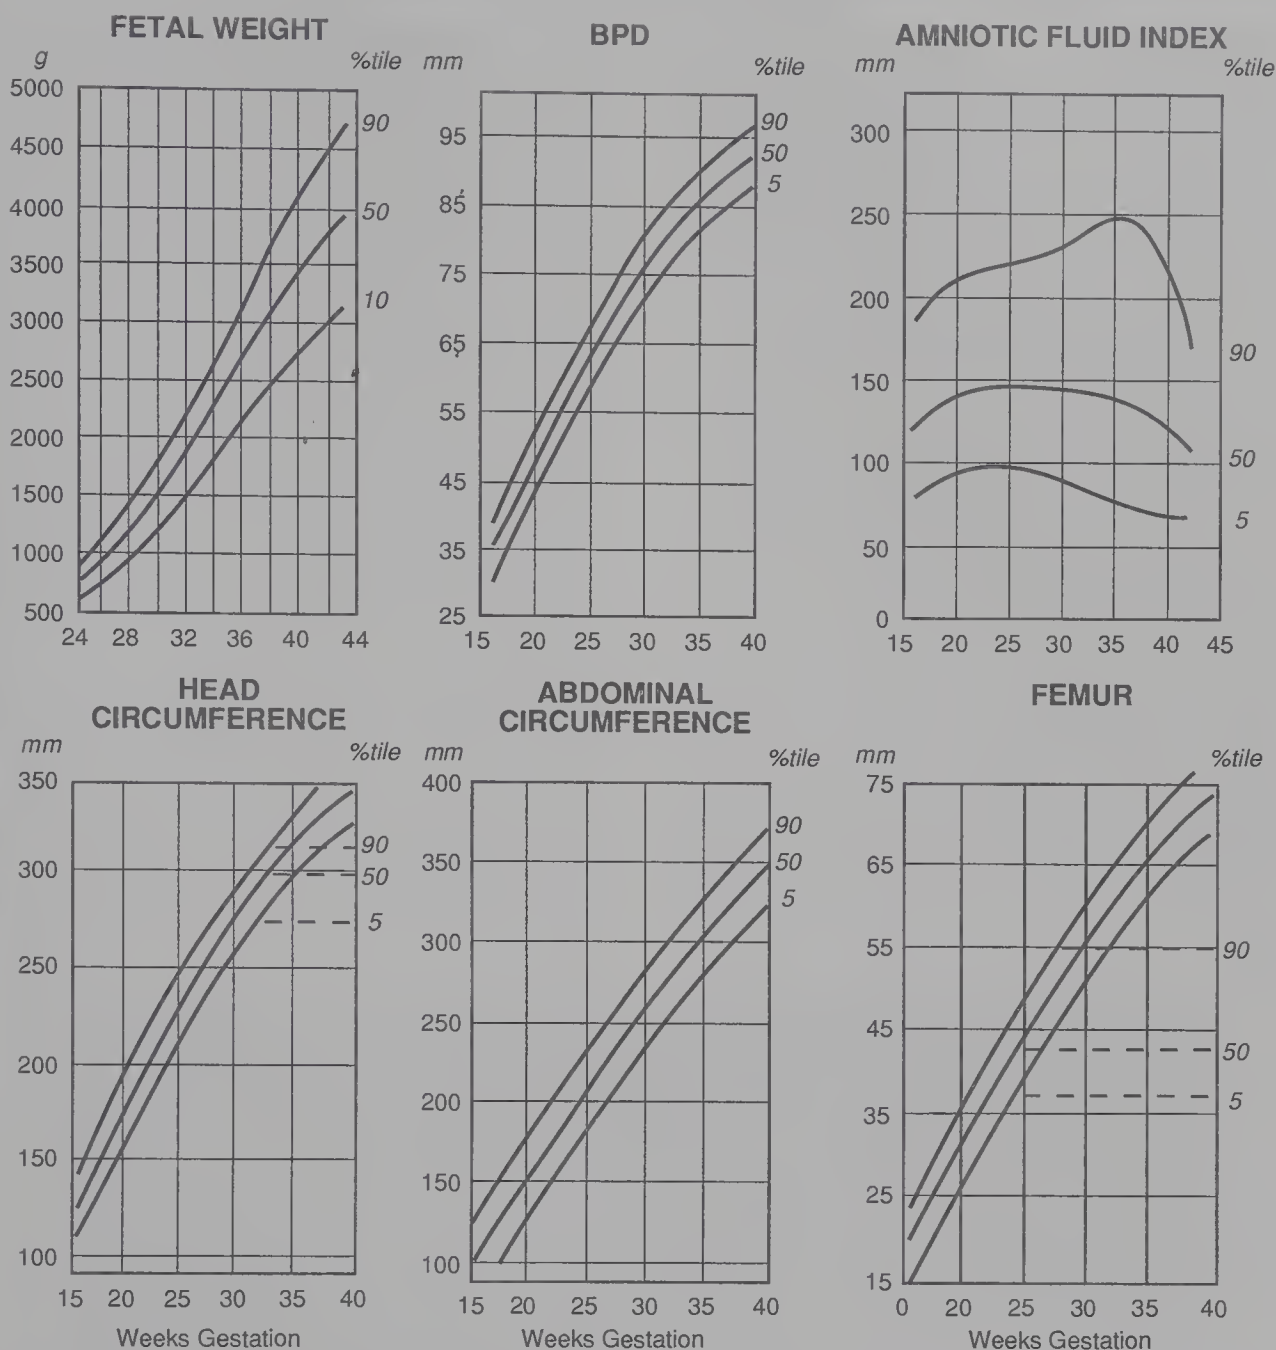 FETAL WEIGHT
g %tile
5000
4500
4000
3500
3000
2500
2000
1500
1000
500
90
50
10
24 28 32 36 40 44
BPD
mm %tile
95
85
75
65
55
45
35
25
90
50
5
15 20 25 30 35 40
AMNIOTIC FLUID INDEX
mm %tile
300
250
200
150
100
50
0
90
50
5
15 20 25 30 35 40 45
HEAD
CIRCUMFERENCE
mm %tile
350
300
250
200
150
100
90
50
5
15 20 25 30 35 40
Weeks Gestation
ABDOMINAL
CIRCUMFERENCE
mm %tile
400
350
300
250
200
150
100
90
50
5
15 20 25 30 35 40
Weeks Gestation
FEMUR
mm %tile
75
65
55
45
35
25
15
90
50
5
0 20 25 30 35 40
Weeks Gestation